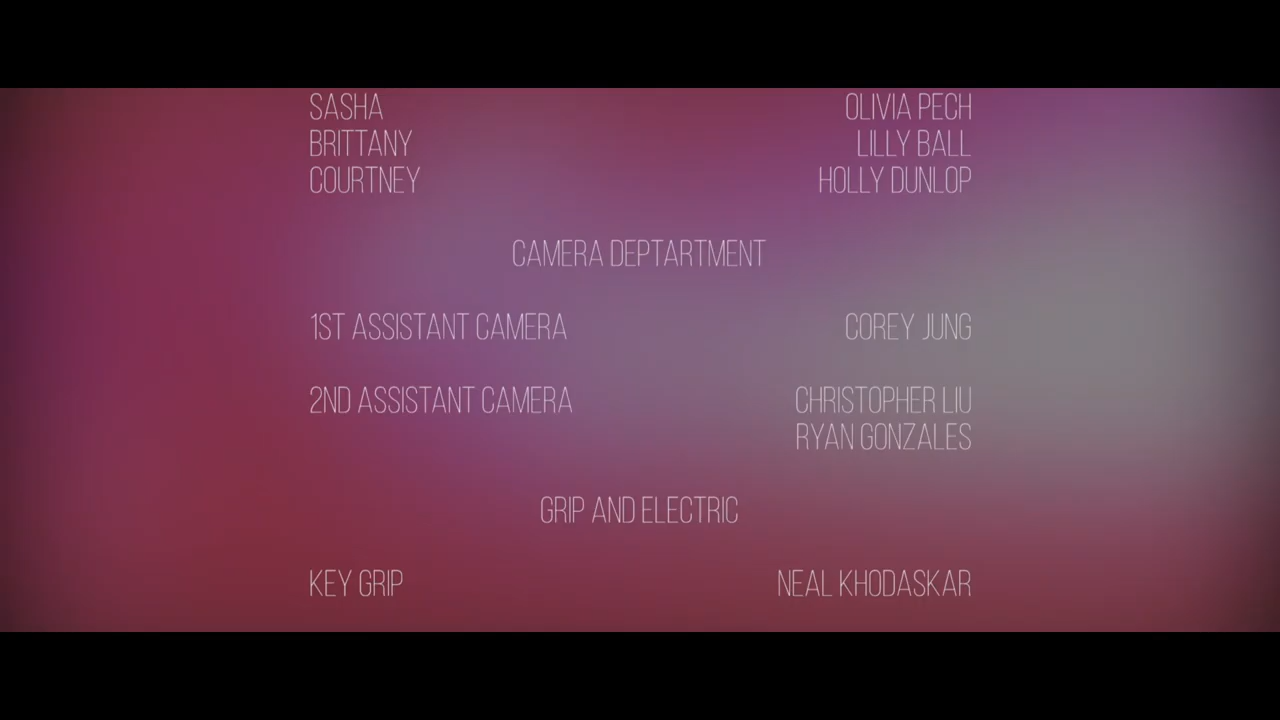 SASHA OLIVIA PECH
BRITTANY LILLY BALL
COURTNEY HOLLY DUNLOP
CAMERA DEPTARTMENT
1ST ASSISTANT CAMERA COREY JUNG
2ND ASSISTANT CAMERA CHRISTOPHER LIU
RYAN GONZALES
GRIP AND ELECTRIC
KEY GRIP NEAL KHODASKAR